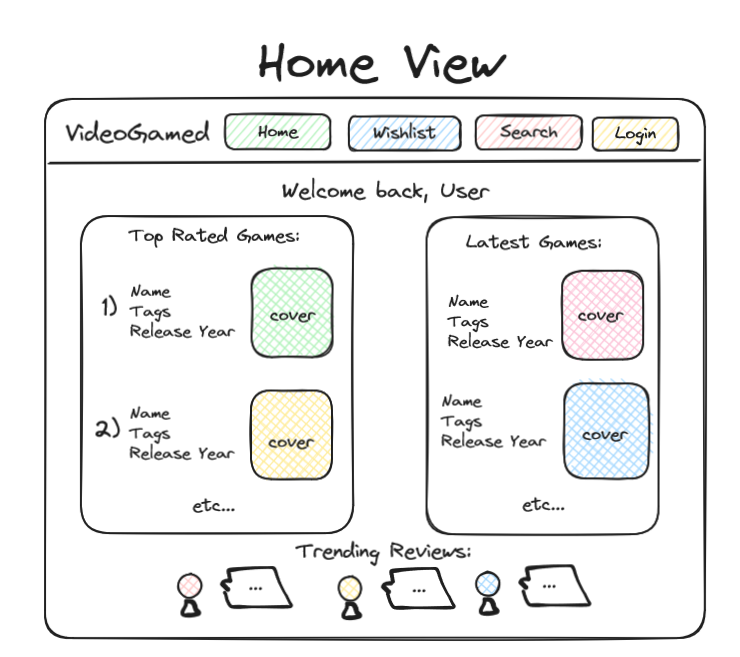 Home View
VideoGamed Home Wishlist Search Login
Welcome back, User
Top Rated Games:
1)
Name
Tags
Release Year
cover
2)
Name
Tags
Release Year
cover
etc...
Latest Games:
Name
Tags
Release Year
cover
Name
Tags
Release Year
cover
etc...
Trending Reviews:
...
...
...